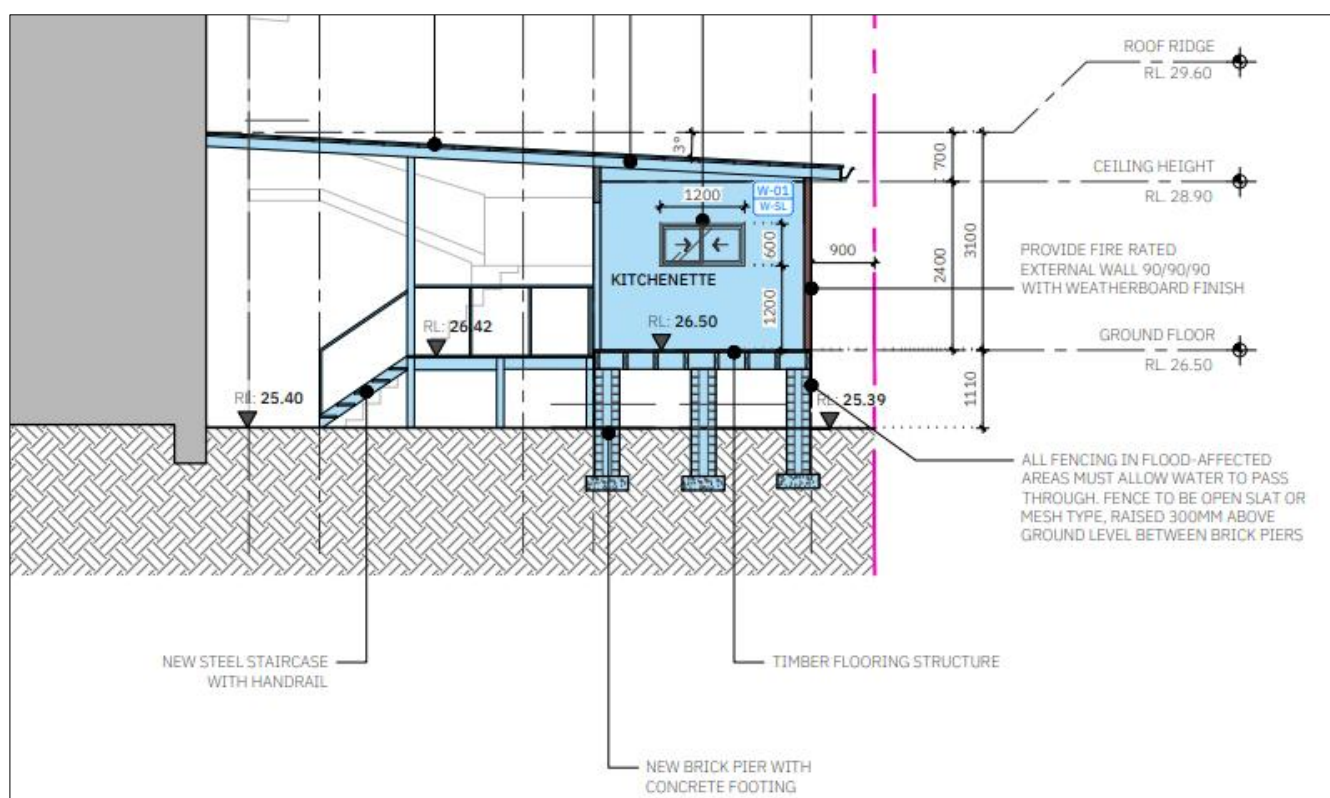 ROOF RIDGE
RL. 29.60
3°
700
CEILING HEIGHT
RL. 28.90
1200
W-01
W-SL
3100
2400
600
900
PROVIDE FIRE RATED
EXTERNAL WALL 90/90/90
WITH WEATHERBOARD FINISH
KITCHENETTE
1200
RL: 26.42
RL: 26.50
GROUND FLOOR
RL. 26.50
RL: 25.40
RL: 25.39
1110
ALL FENCING IN FLOOD-AFFECTED
AREAS MUST ALLOW WATER TO PASS
THROUGH. FENCE TO BE OPEN SLAT OR
MESH TYPE, RAISED 300MM ABOVE
GROUND LEVEL BETWEEN BRICK PIERS
NEW STEEL STAIRCASE
WITH HANDRAIL
TIMBER FLOORING STRUCTURE
NEW BRICK PIER WITH
CONCRETE FOOTING